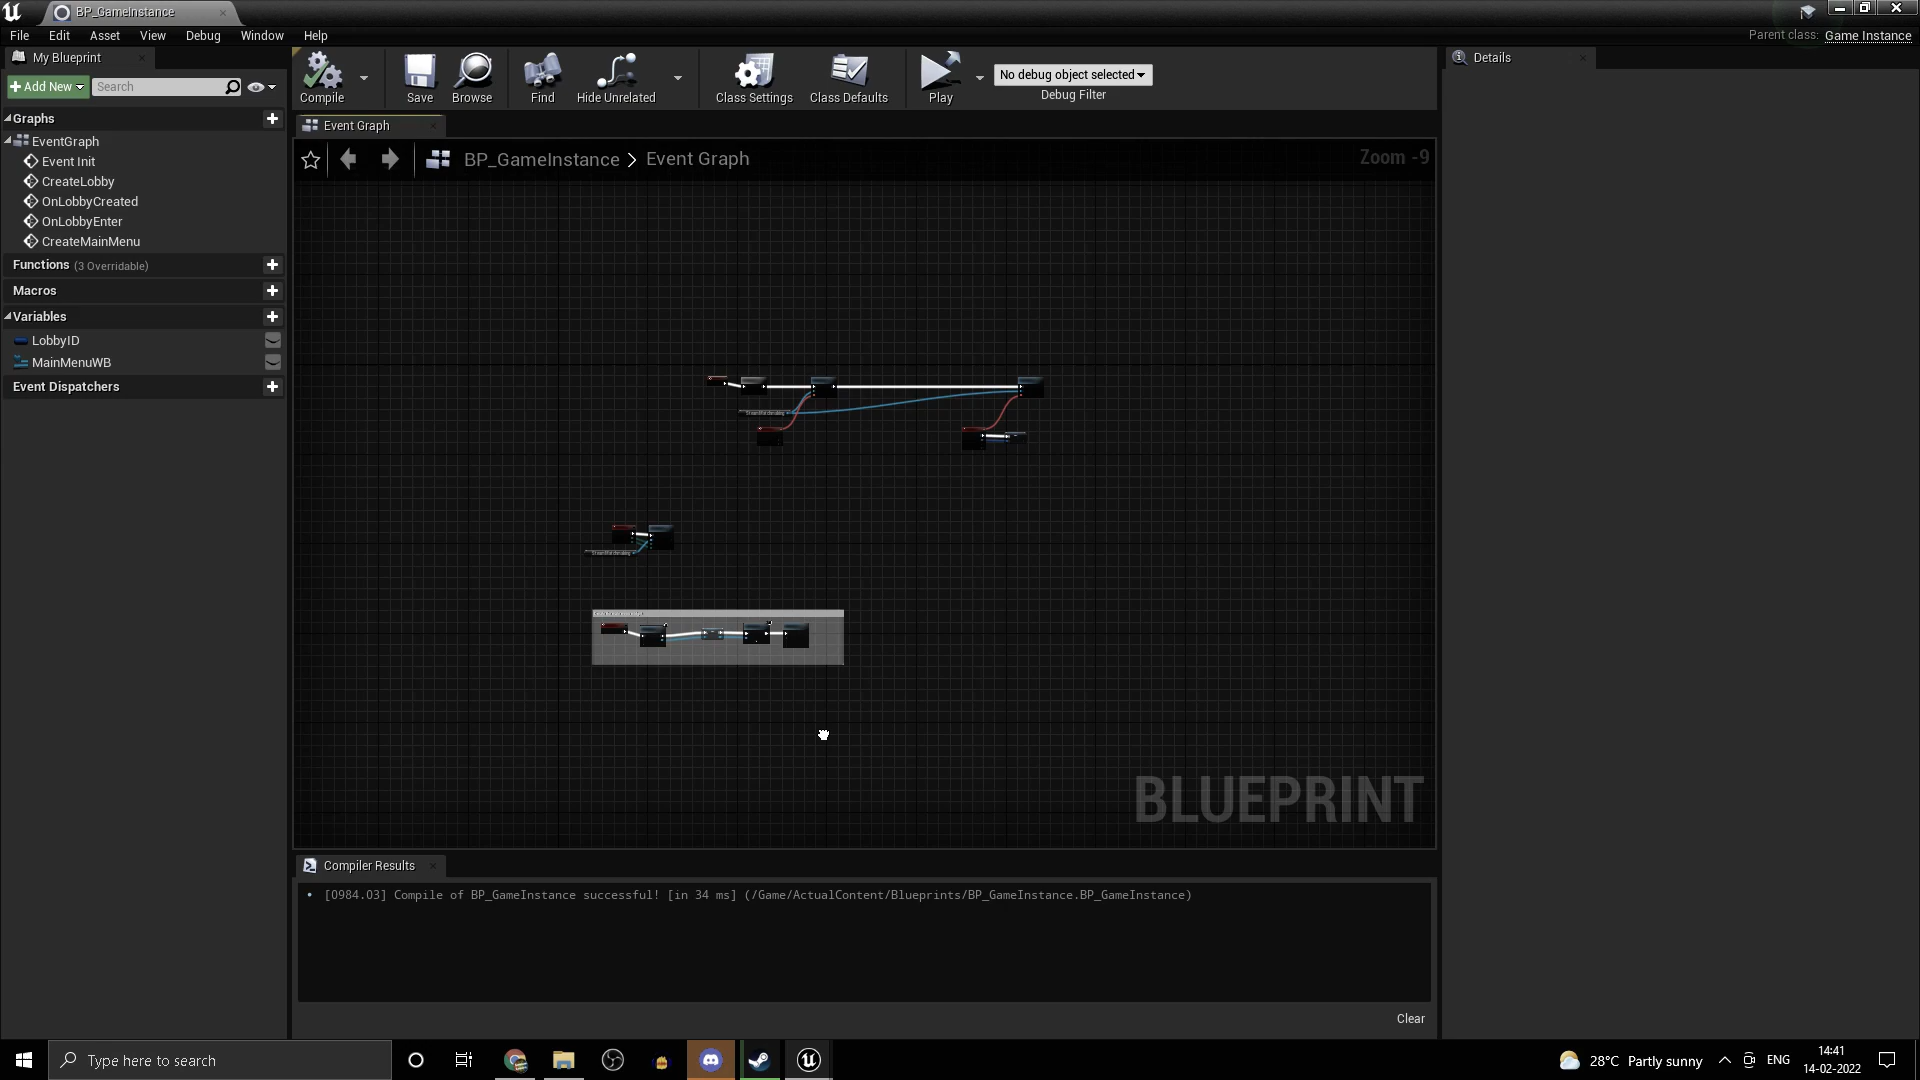 BP_GameInstance
File Edit Asset View Debug Window Help
Parent class: Game Instance
My Blueprint
Add New
Search
Compile
Save
Browse
Find
Hide Unrelated
Class Settings
Class Defaults
Play
No debug object selected
Debug Filter
Details
Graphs
EventGraph
Event Init
CreateLobby
OnLobbyCreated
OnLobbyEnter
CreateMainMenu
Functions (3 Overridable)
Macros
Variables
LobbyID
MainMenuWB
Event Dispatchers
Event Graph
BP_GameInstance > Event Graph
Zoom -9
BLUEPRINT
Compiler Results
• [0984.03] Compile of BP_GameInstance successful! [in 34 ms] (/Game/ActualContent/Blueprints/BP_GameInstance.BP_GameInstance)
Clear
Type here to search
28°C Partly sunny
ENG
14:41
14-02-2022